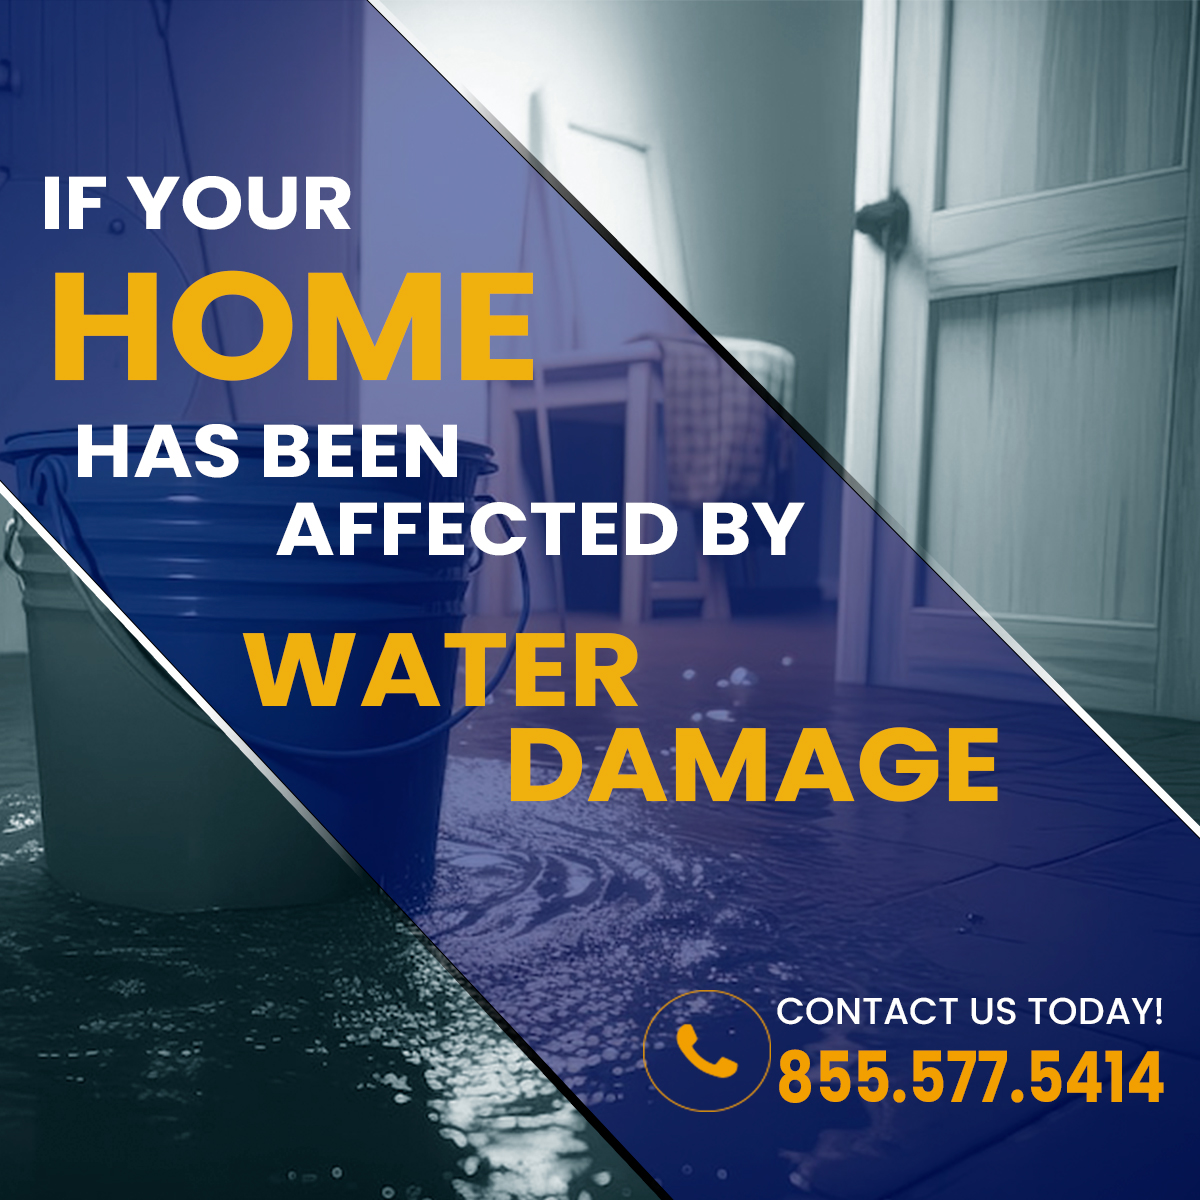 IF YOUR
HOME
HAS BEEN
AFFECTED BY
WATER
DAMAGE
CONTACT US TODAY!
855.577.5414